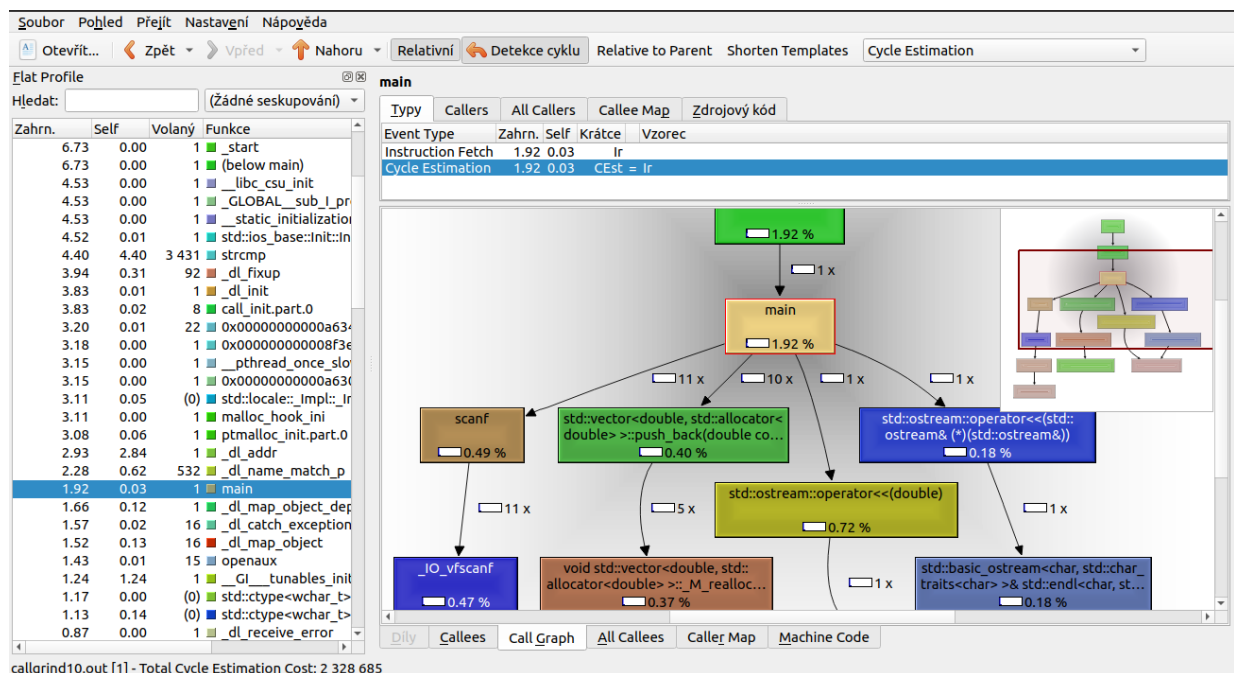 Soubor Pohled Přejít Nastavení Nápověda
Otevřít... Zpět Vpřed Nahoru Relativní Detekce cyklu Relative to Parent Shorten Templates Cycle Estimation
Flat Profile
Hledat: (Žádné seskupování)
Zahrn. Self Volaný Funkce
6.73 0.00 1 _start
6.73 0.00 1 (below main)
4.53 0.00 1 __libc_csu_init
4.53 0.00 1 _GLOBAL__sub_I_pr
4.53 0.00 1 __static_initializatio
4.52 0.01 1 std::ios_base::Init::In
4.40 4.40 3 431 strcmp
3.94 0.31 92 _dl_fixup
3.83 0.01 1 _dl_init
3.83 0.02 8 call_init.part.0
3.20 0.01 22 0x00000000000a634
3.18 0.00 1 0x000000000008f3e
3.15 0.00 1 __pthread_once_slo
3.15 0.00 1 0x00000000000a630
3.11 0.05 (0) std::locale::_Impl::_Ir
3.11 0.00 1 malloc_hook_ini
3.08 0.06 1 ptmalloc_init.part.0
2.93 2.84 1 _dl_addr
2.28 0.62 532 _dl_name_match_p
1.92 0.03 1 main
1.66 0.12 1 _dl_map_object_dep
1.57 0.02 16 _dl_catch_exception
1.52 0.13 16 _dl_map_object
1.43 0.01 15 openaux
1.24 1.24 1 __GI___tunables_init
1.17 0.00 (0) std::ctype<wchar_t>
1.13 0.14 (0) std::ctype<wchar_t>
0.87 0.00 1 _dl_receive_error
main
Typy Callers All Callers Callee Map Zdrojový kód
Event Type Zahrn. Self Krátce Vzorec
Instruction Fetch 1.92 0.03 Ir
Cycle Estimation 1.92 0.03 CEst = Ir
1.92 %
1 x
main
1.92 %
11 x
10 x
1 x
1 x
scanf
0.49 %
std::vector<double, std::allocator<
double> >::push_back(double co...
0.40 %
std::ostream::operator<<(std::
ostream& (*)(std::ostream&))
0.18 %
std::ostream::operator<<(double)
0.72 %
11 x
5 x
1 x
_IO_vfscanf
0.47 %
void std::vector<double, std::
allocator<double> >::_M_realloc...
0.37 %
1 x
std::basic_ostream<char, std::char_
traits<char> >& std::endl<char, st...
0.18 %
Díly Callees Call Graph All Callees Caller Map Machine Code
callgrind10.out [1] - Total Cycle Estimation Cost: 2 328 685